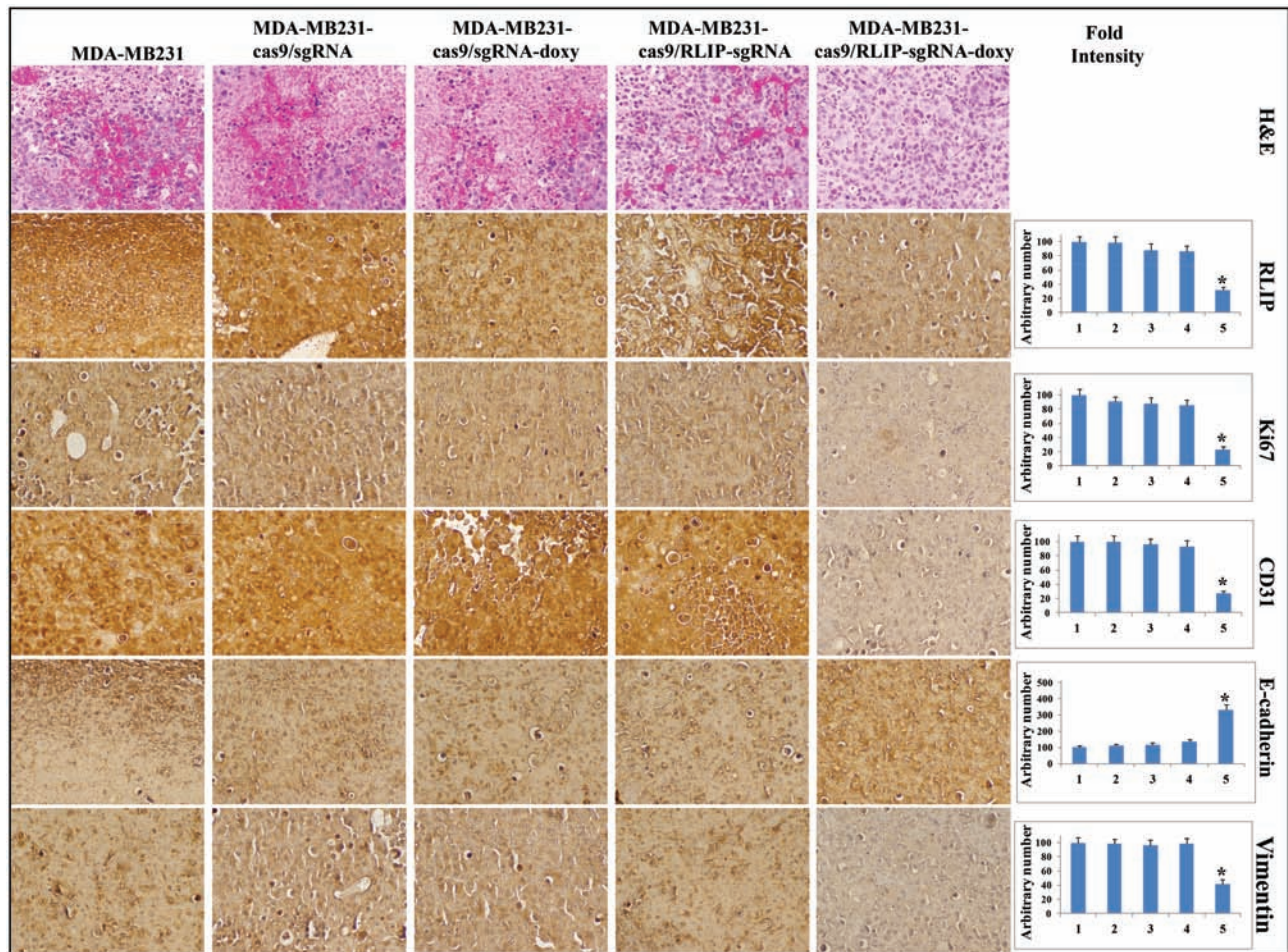 MDA-MB231
MDA-MB231-
cas9/sgRNA
MDA-MB231-
cas9/sgRNA-doxy
MDA-MB231-
cas9/RLIP-sgRNA
MDA-MB231-
cas9/RLIP-sgRNA-doxy
Fold
Intensity
H&E
Arbitrary number
100
80
60
40
20
0
*
1 2 3 4 5
RLIP
Arbitrary number
100
80
60
40
20
0
*
1 2 3 4 5
Ki67
Arbitrary number
100
80
60
40
20
0
*
1 2 3 4 5
CD31
Arbitrary number
500
400
300
200
100
0
*
1 2 3 4 5
E-cadherin
Arbitrary number
100
80
60
40
20
0
*
1 2 3 4 5
Vimentin